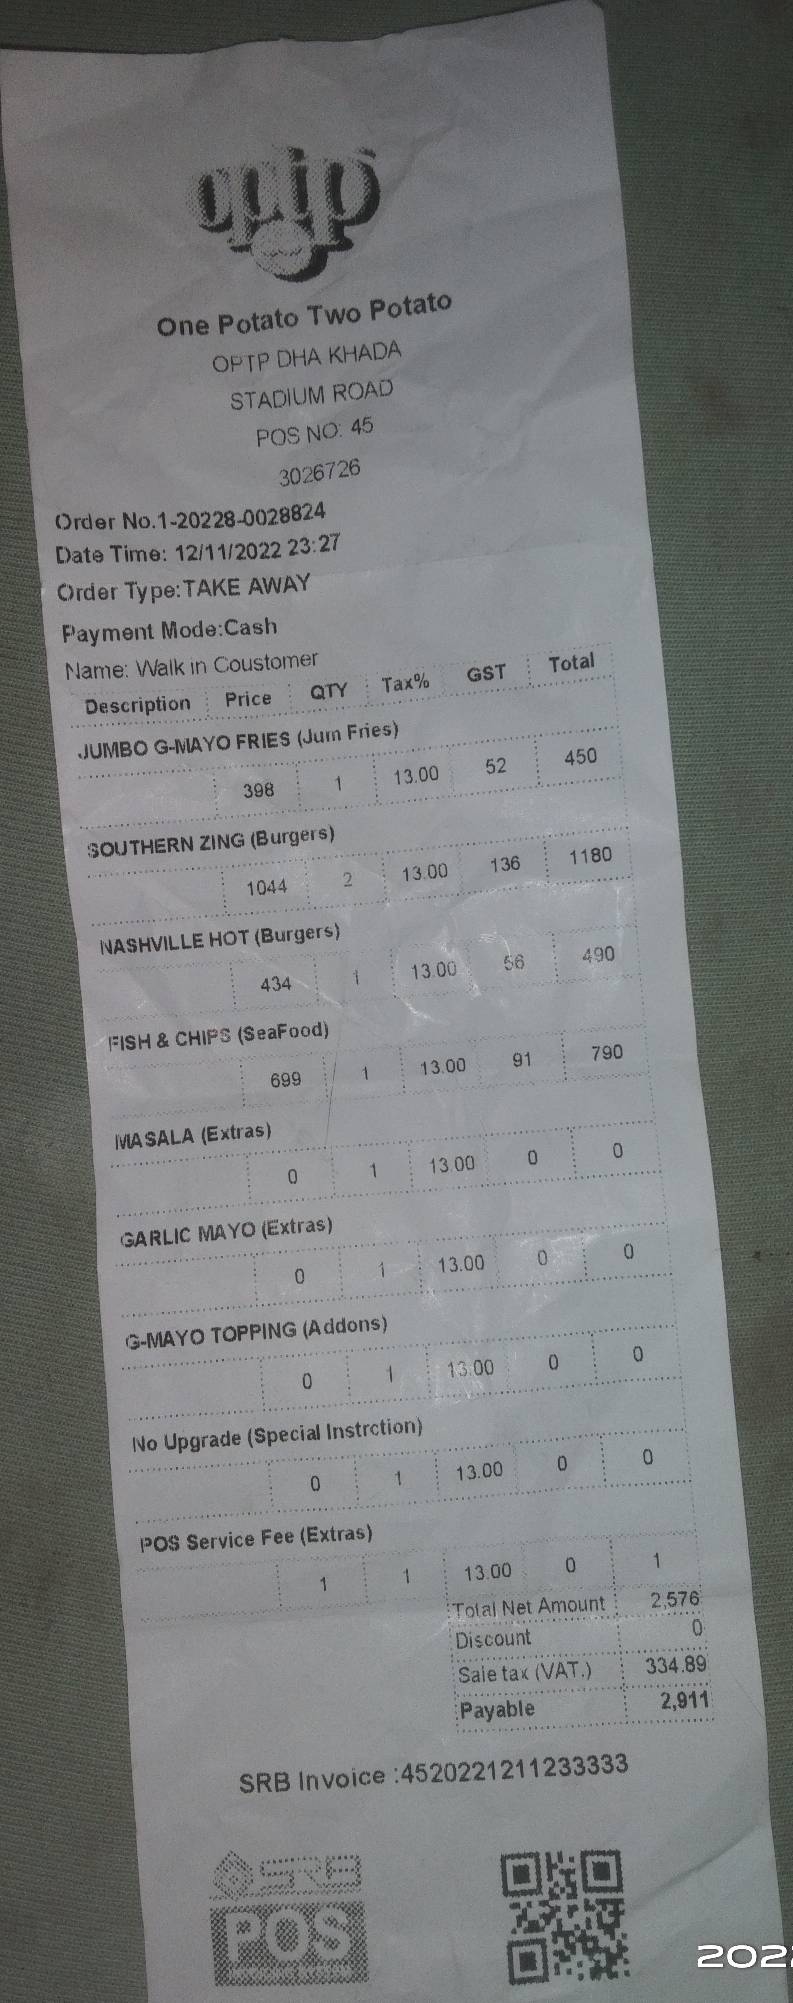 optp
One Potato Two Potato
OPTP DHA KHADA
STADIUM ROAD
POS NO: 45
3026726
Order No.1-20228-0028824
Date Time: 12/11/2022 23:27
Order Type:TAKE AWAY
Payment Mode:Cash
Name: Walk in Coustomer
Description Price QTY Tax% GST Total
JUMBO G-MAYO FRIES (Jum Fries)
398 1 13.00 52 450
SOUTHERN ZING (Burgers)
1044 2 13.00 136 1180
NASHVILLE HOT (Burgers)
434 1 13.00 56 490
FISH & CHIPS (SeaFood)
699 1 13.00 91 790
MASALA (Extras)
0 1 13.00 0 0
GARLIC MAYO (Extras)
0 1 13.00 0 0
G-MAYO TOPPING (Addons)
0 1 13.00 0 0
No Upgrade (Special Instrction)
0 1 13.00 0 0
POS Service Fee (Extras)
1 1 13.00 0 1
Total Net Amount 2,576
Discount 0
Sale tax (VAT.) 334.89
Payable 2,911
SRB Invoice :4520221211233333
SRB
POS
202